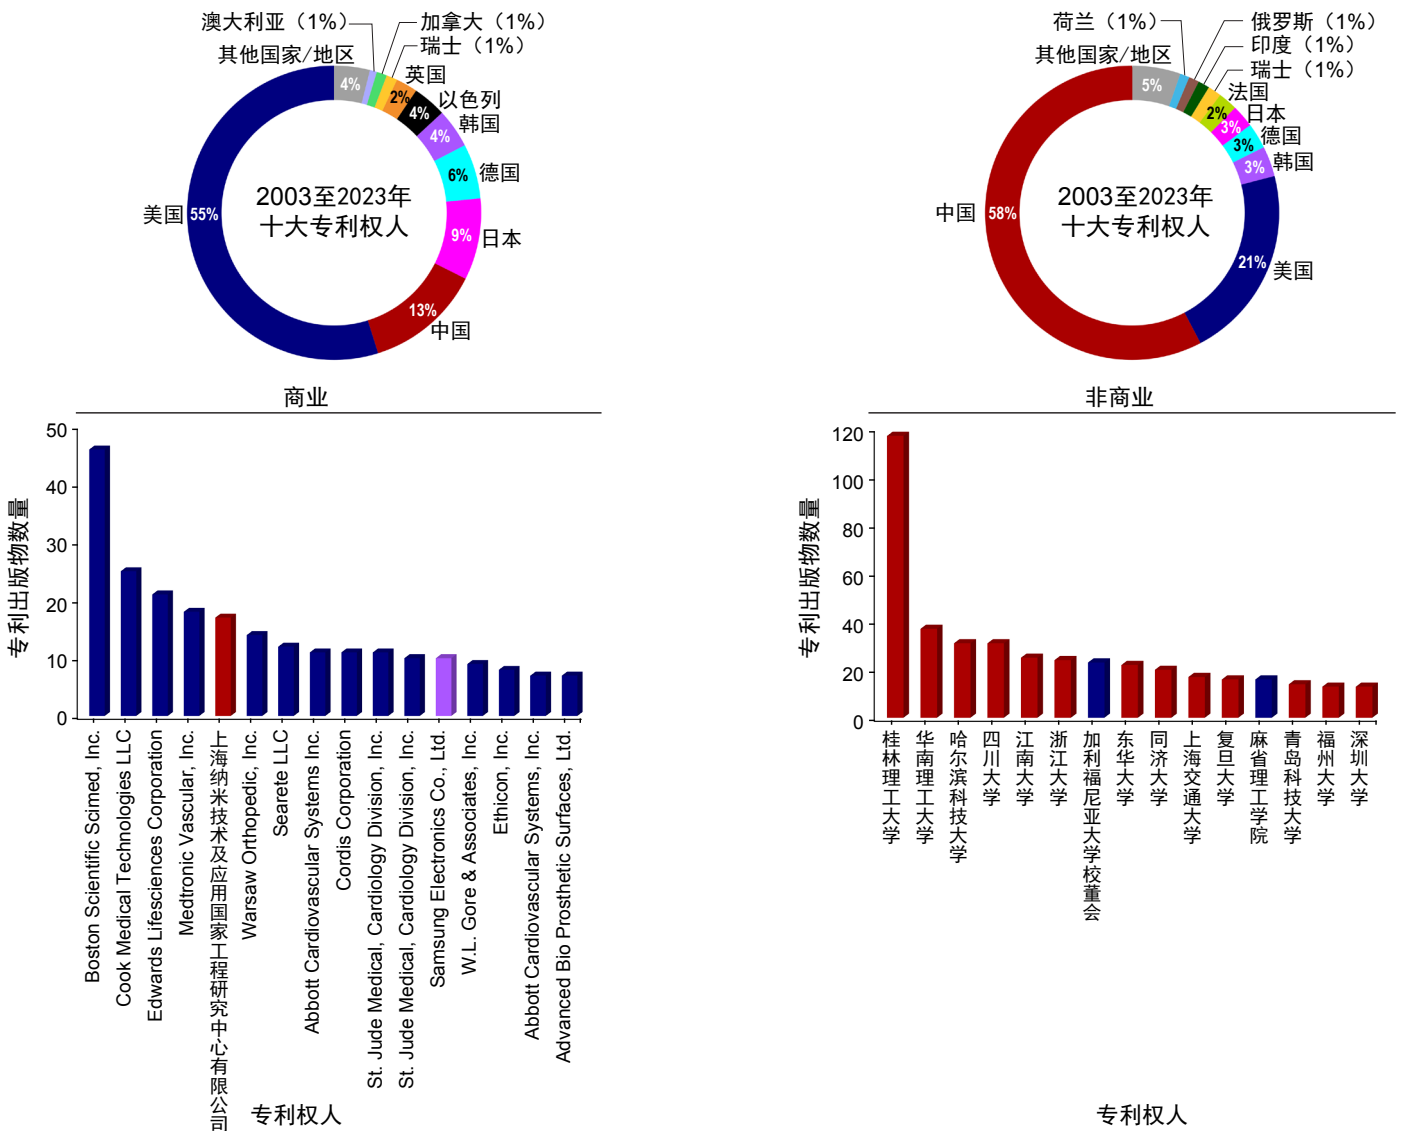 澳大利亚（1%）
加拿大（1%）
瑞士（1%）
其他国家/地区
英国
以色列
韩国
德国
日本
中国
美国
4%
2%
4%
4%
6%
9%
13%
55%
2003至2023年
十大专利权人
荷兰（1%）
俄罗斯（1%）
印度（1%）
瑞士（1%）
其他国家/地区
法国
日本
德国
韩国
美国
中国
5%
2%
3%
3%
3%
21%
58%
2003至2023年
十大专利权人
商业
专利出版物数量
50
40
30
20
10
0
Boston Scientific Scimed, Inc.
Cook Medical Technologies LLC
Edwards Lifesciences Corporation
Medtronic Vascular, Inc.
上海纳米技术及应用国家工程研究中心有限公司
Warsaw Orthopedic, Inc.
Searete LLC
Abbott Cardiovascular Systems Inc.
Cordis Corporation
St. Jude Medical, Cardiology Division, Inc.
St. Jude Medical, Cardiology Division, Inc.
Samsung Electronics Co., Ltd.
W.L. Gore & Associates, Inc.
Ethicon, Inc.
Abbott Cardiovascular Systems, Inc.
Advanced Bio Prosthetic Surfaces, Ltd.
专利权人
非商业
专利出版物数量
120
100
80
60
40
20
0
桂林理工大学
华南理工大学
哈尔滨科技大学
四川大学
江南大学
浙江大学
加利福尼亚大学校董会
东华大学
同济大学
上海交通大学
复旦大学
麻省理工学院
青岛科技大学
福州大学
深圳大学
专利权人